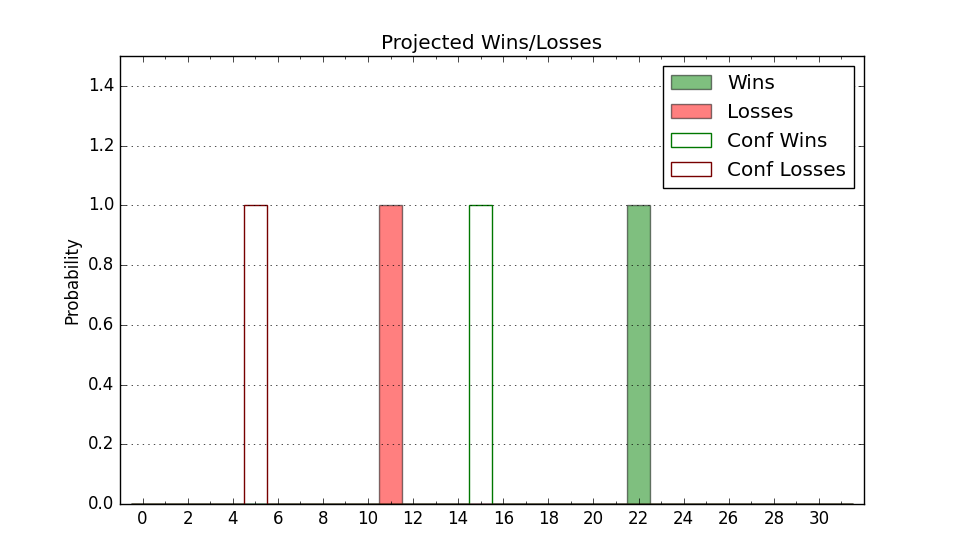 Projected Wins/Losses
Wins
Losses
Conf Wins
Conf Losses
Probability
1.4
1.2
1.0
0.8
0.6
0.4
0.2
0.0
0 2 4 6 8 10 12 14 16 18 20 22 24 26 28 30